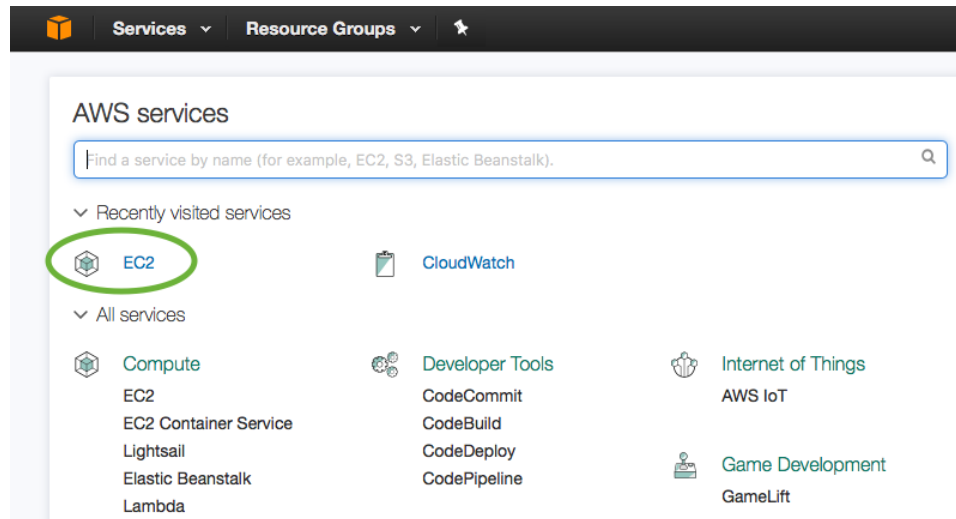 Services Resource Groups
AWS services
Find a service by name (for example, EC2, S3, Elastic Beanstalk).
Recently visited services
EC2 CloudWatch
All services
Compute
EC2
EC2 Container Service
Lightsail
Elastic Beanstalk
Lambda
Developer Tools
CodeCommit
CodeBuild
CodeDeploy
CodePipeline
Internet of Things
AWS IoT
Game Development
GameLift